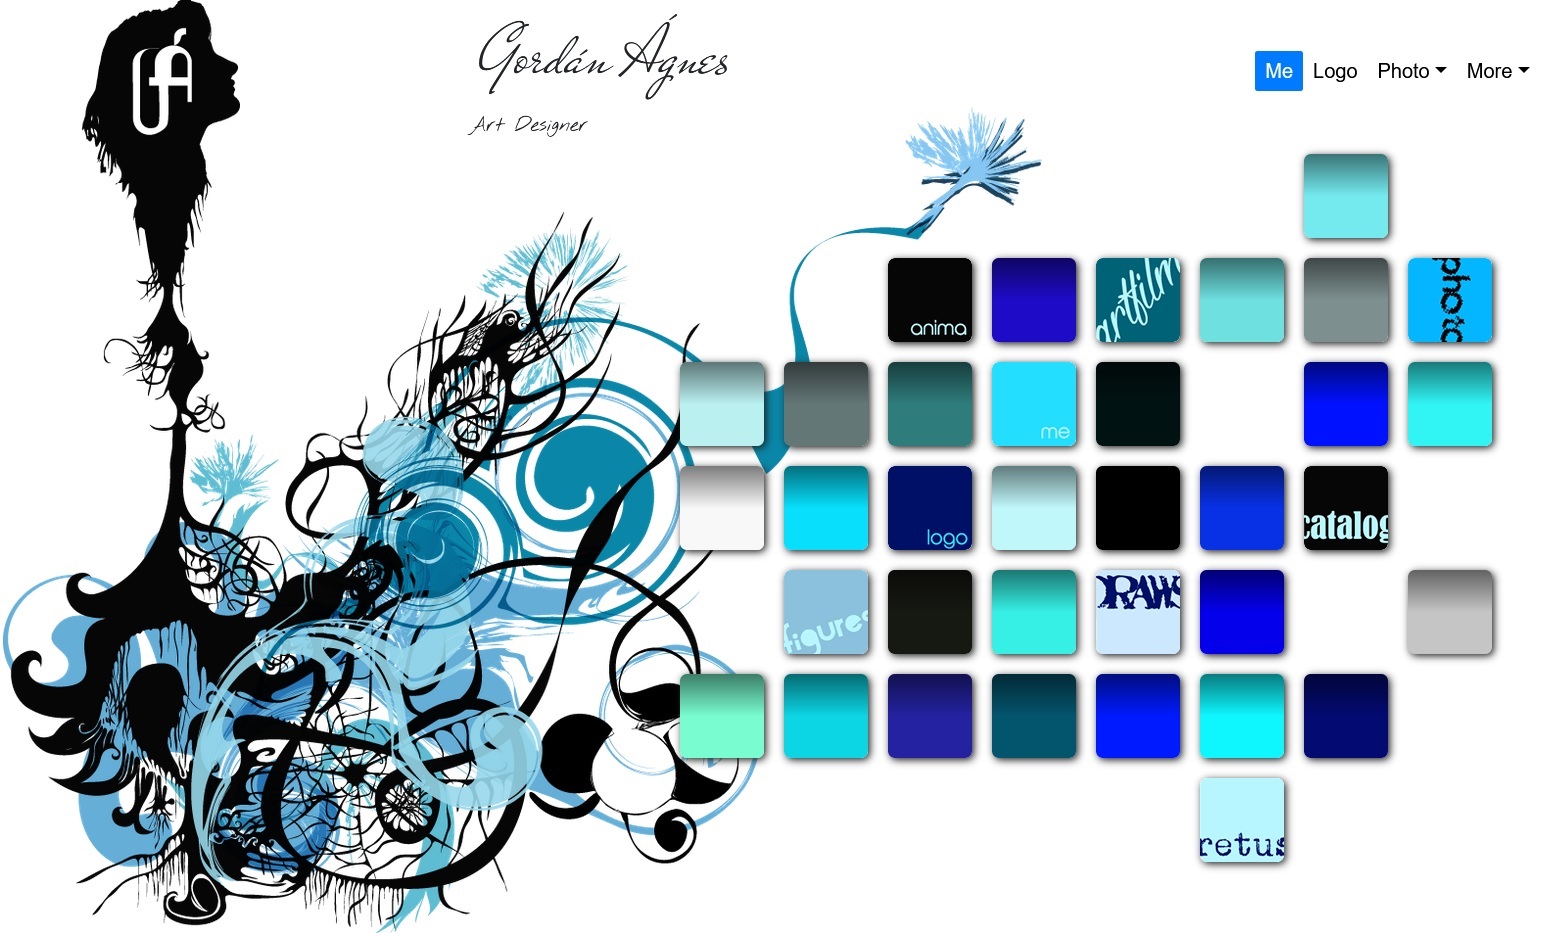 Gordán Ágnes
Art Designer
Me Logo Photo More
anima
artfilm
photo
me
logo
catalog
figures
DRAWS
retus